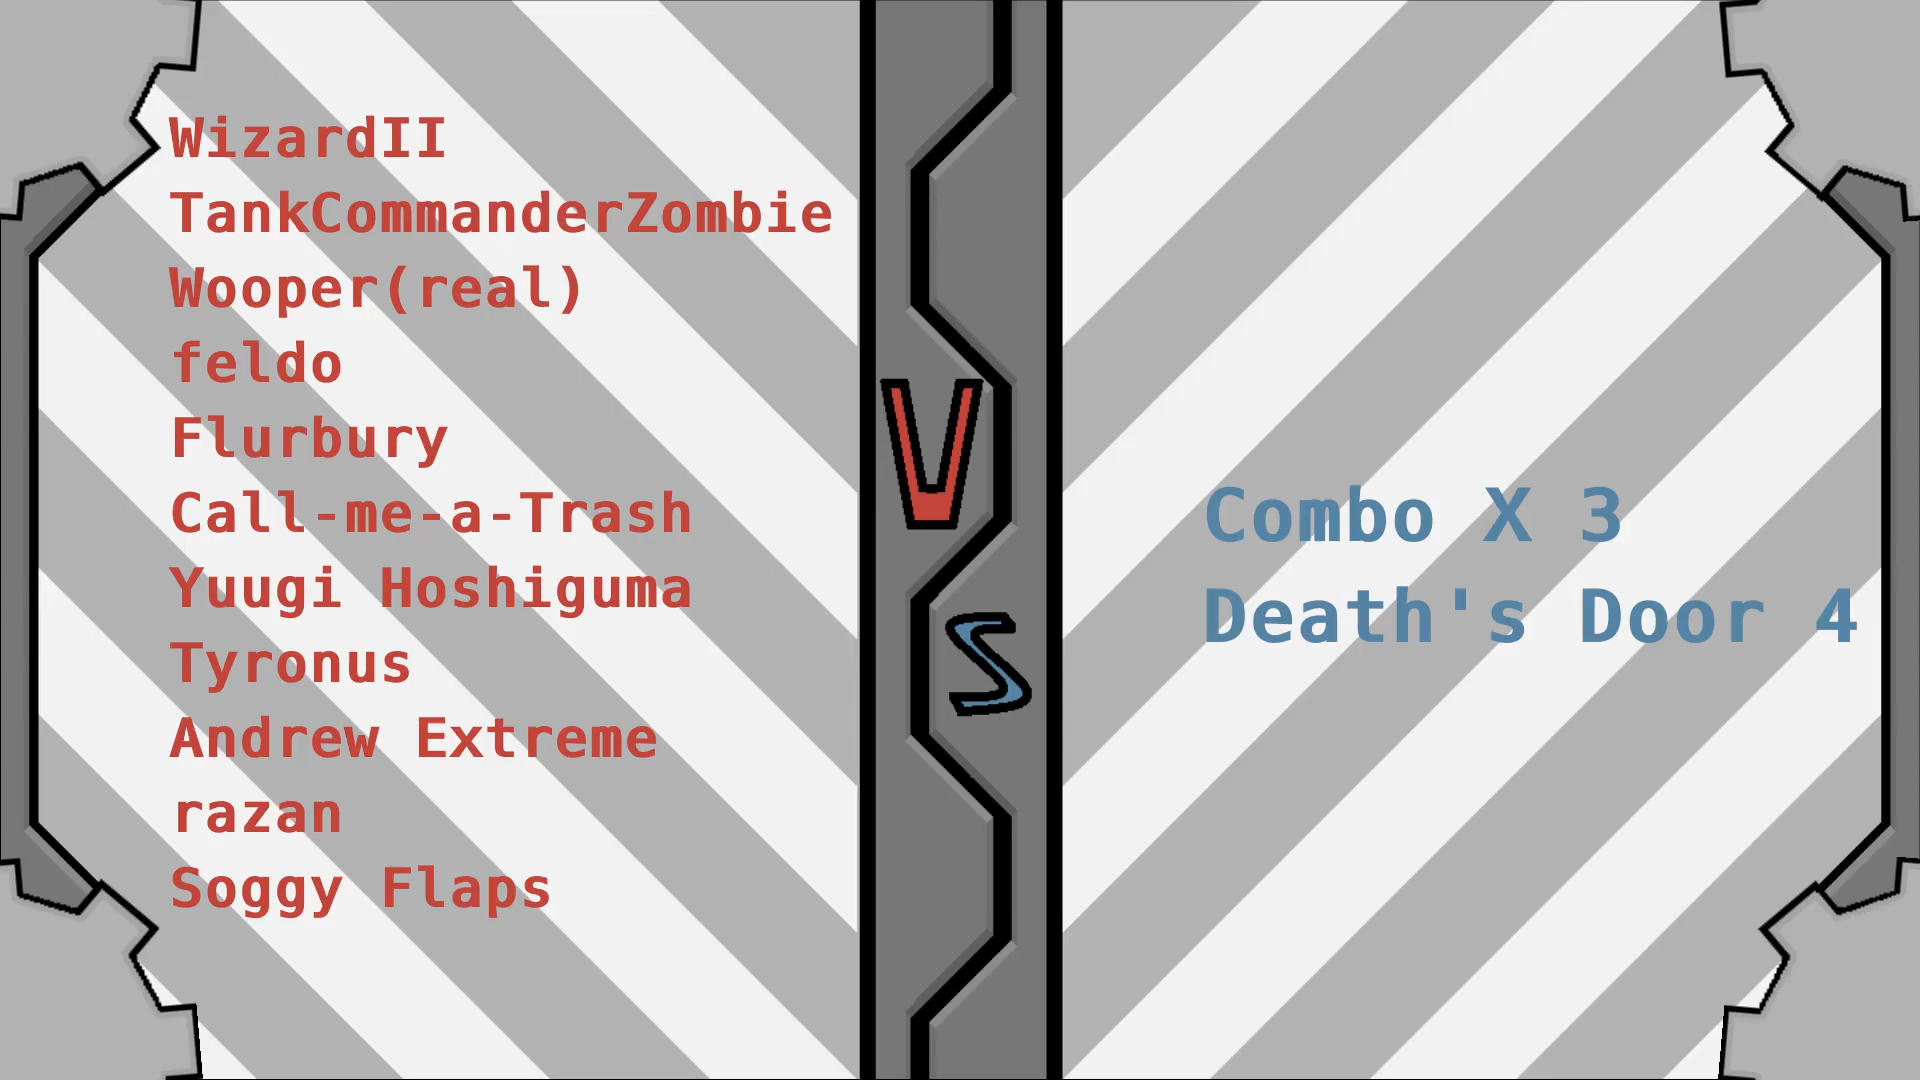 WizardII
TankCommanderZombie
Wooper(real)
feldo
Flurbury
Call-me-a-Trash
Yuugi Hoshiguma
Tyronus
Andrew Extreme
razan
Soggy Flaps
V
S
Combo X 3
Death's Door 4